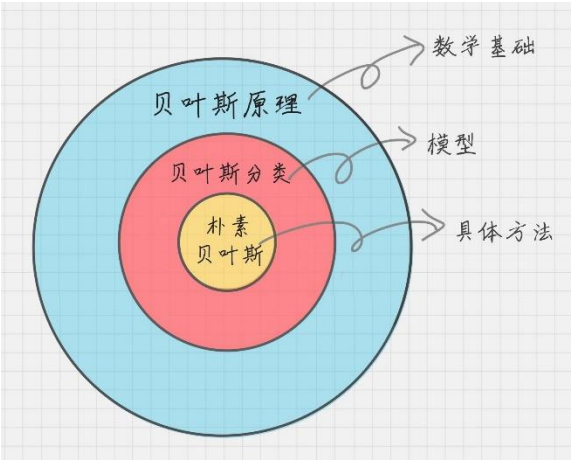 数学基础
贝叶斯原理
模型
贝叶斯分类
朴素
贝叶斯
具体方法